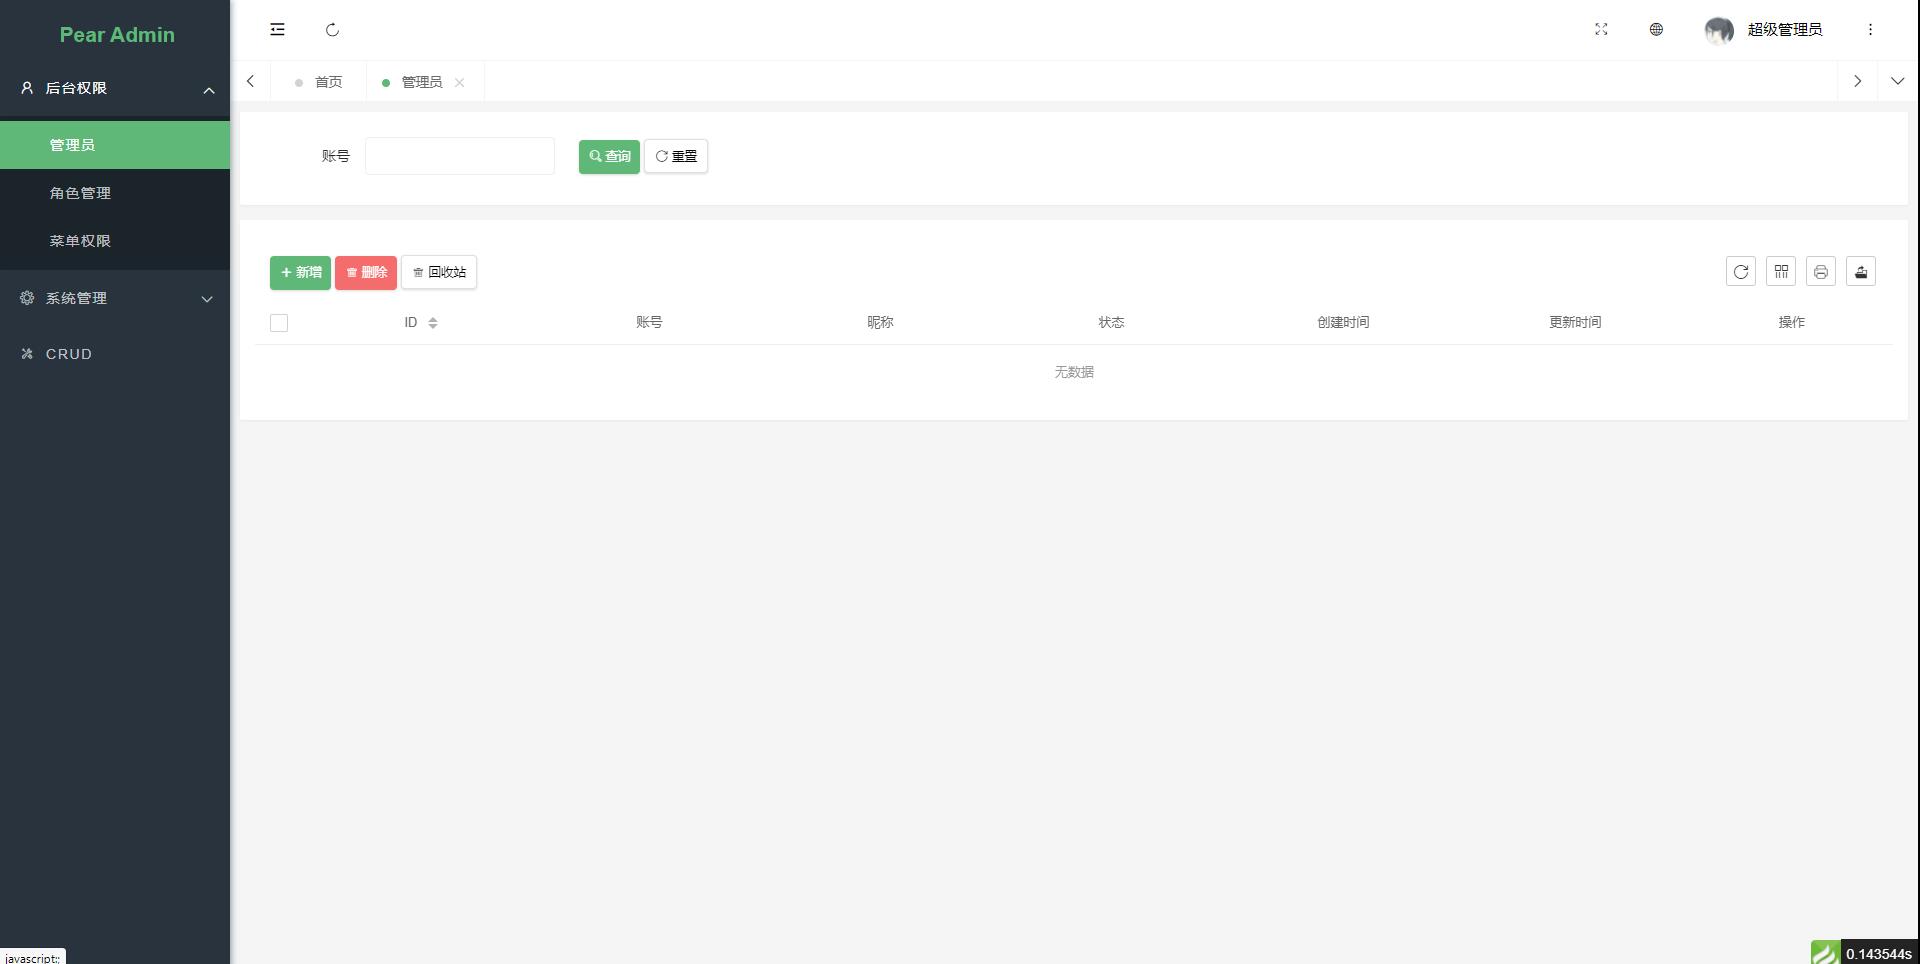 Pear Admin
超级管理员
后台权限
首页
管理员
管理员
账号
查询
重置
角色管理
菜单权限
新增
删除
回收站
系统管理
ID
账号
昵称
状态
创建时间
更新时间
操作
CRUD
无数据
javascript:;
0.143544s